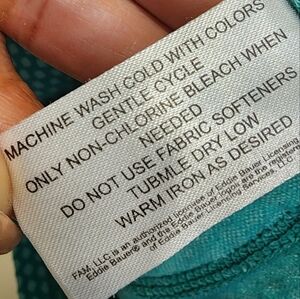 MACHINE WASH COLD WITH COLORS
GENTLE CYCLE
ONLY NON-CHLORINE BLEACH WHEN
NEEDED
DO NOT USE FABRIC SOFTENERS
TUBMLE DRY LOW
WARM IRON AS DESIRED
FAM, LLC is an authorized licensee of Eddie Bauer Licensing
Eddie Bauer® and the Eddie Bauer logo are the registered
of Eddie Bauer Licensing Services, LLC